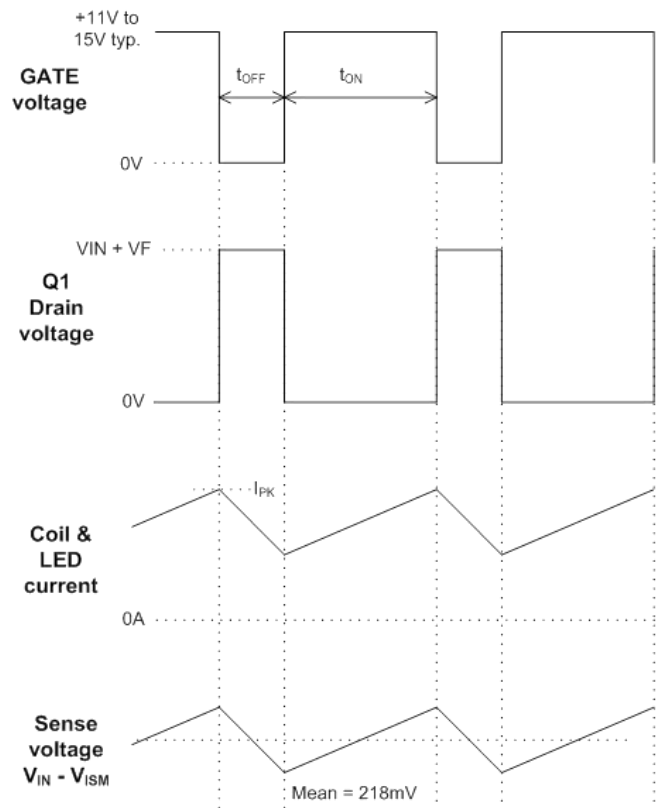 +11V to
15V typ.
GATE
voltage
tOFF
tON
0V
VIN + VF
Q1
Drain
voltage
0V
IPK
Coil &
LED
current
0A
Sense
voltage
VIN - VISM
Mean = 218mV